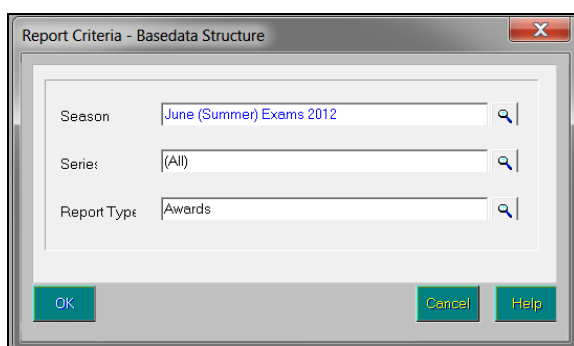 Report Criteria - Basedata Structure
Season June (Summer) Exams 2012
Series (All)
Report Type Awards
OK Cancel Help